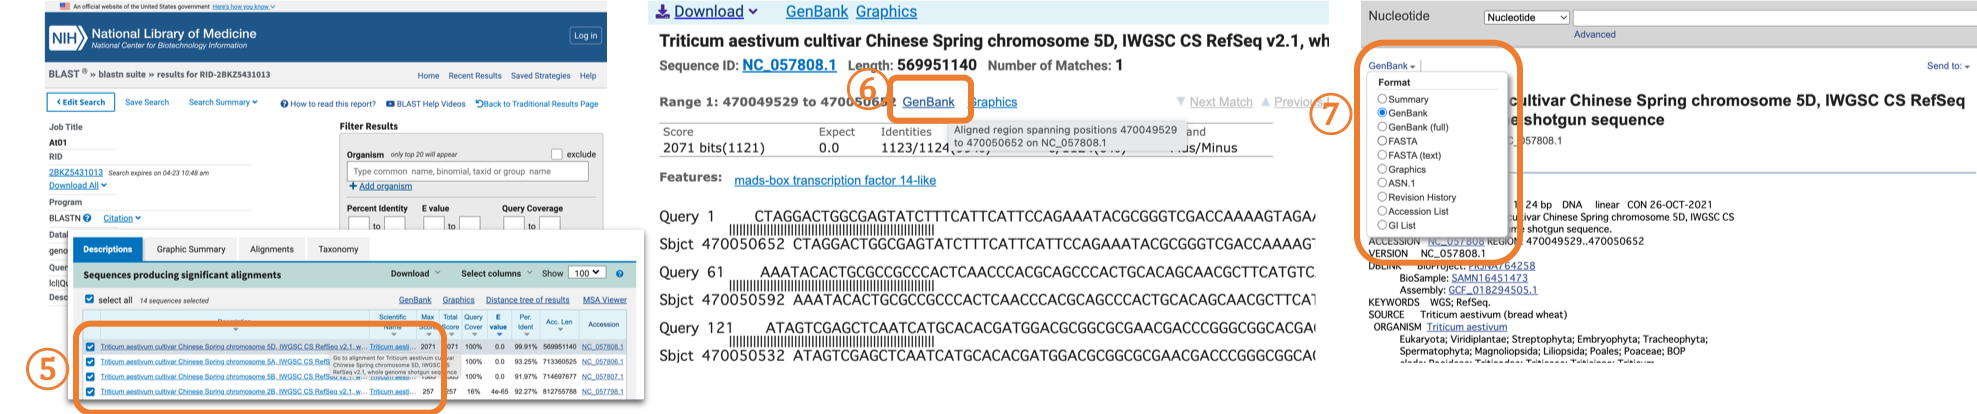 An official website of the United States government Here's how you know
NIH National Library of Medicine
National Center for Biotechnology Information
Log in
BLAST ® » blastn suite » results for RID-2BKZ5431013
Home Recent Results Saved Strategies Help
< Edit Search Save Search Search Summary
How to read this report? BLAST Help Videos Back to Traditional Results Page
Job Title
At01
RID
2BKZ5431013 Search expires on 04-23 10:48 am
Download All
Program
BLASTN Citation
Filter Results
Organism only top 20 will appear exclude
Type common name, binomial, taxid or group name
+ Add organism
Percent Identity E value Query Coverage
to to to
Descriptions Graphic Summary Alignments Taxonomy
Sequences producing significant alignments Download Select columns Show 100
select all 14 sequences selected GenBank Graphics Distance tree of results MSA Viewer
Scientific Name Max Score Total Score Query Cover E value Per. Ident Acc. Len Accession
Triticum aestivum cultivar Chinese Spring chromosome 5D, IWGSC CS RefSeq v2.1, w... Triticum aesti... 2071 2071 100% 0.0 99.91% 569951140 NC_057808.1
Triticum aestivum cultivar Chinese Spring chromosome 5A, IWGSC CS RefS 100% 0.0 93.25% 713360525 NC_057806.1
Triticum aestivum cultivar Chinese Spring chromosome 5B, IWGSC CS RefS 100% 0.0 91.97% 714697677 NC_057807.1
Triticum aestivum cultivar Chinese Spring chromosome 2B, IWGSC CS RefSeq v2.1, w... Triticum aesti... 257 257 16% 4e-65 92.27% 812755788 NC_057798.1
Go to alignment for Triticum aestivum cultivar
Chinese Spring chromosome 5D, IWGSC CS
RefSeq v2.1, whole genome shotgun sequence
⑤
Download GenBank Graphics
Triticum aestivum cultivar Chinese Spring chromosome 5D, IWGSC CS RefSeq v2.1, wh
Sequence ID: NC_057808.1 Length: 569951140 Number of Matches: 1
⑥
Range 1: 470049529 to 470050652 GenBank Graphics Next Match Previous
Score Expect Identities
2071 bits(1121) 0.0 1123/1124
Aligned region spanning positions 470049529
to 470050652 on NC_057808.1
Features: mads-box transcription factor 14-like
Query 1 CTAGGACTGGCGAGTATCTTTCATTCATTCCAGAAATACGCGGGTCGACCAAAAGTAGAA
Sbjct 470050652 CTAGGACTGGCGAGTATCTTTCATTCATTCCAGAAATACGCGGGTCGACCAAAAG
Query 61 AAATACACTGCGCCGCCCACTCAACCCACGCAGCCCACTGCACAGCAACGCTTCATGTC
Sbjct 470050592 AAATACACTGCGCCGCCCACTCAACCCACGCAGCCCACTGCACAGCAACGCTTCAT
Query 121 ATAGTCGAGCTCAATCATGCACACGATGGACGCGGCGCGAACGACCCGGGCGGCACGA
Sbjct 470050532 ATAGTCGAGCTCAATCATGCACACGATGGACGCGGCGCGAACGACCCGGGCGGCA
Nucleotide Nucleotide
Advanced
GenBank Send to:
⑦
Format
Summary
GenBank
GenBank (full)
FASTA
FASTA (text)
Graphics
ASN.1
Revision History
Accession List
GI List
ultivar Chinese Spring chromosome 5D, IWGSC CS RefSeq
e shotgun sequence
24 bp DNA linear CON 26-OCT-2021
ivar Chinese Spring chromosome 5D, IWGSC CS
me shotgun sequence.
ACCESSION NC_057808 REGION: 470049529..470050652
VERSION NC_057808.1
DBLINK BioProject: PRJNA764258
BioSample: SAMN16451473
Assembly: GCF_018294505.1
KEYWORDS WGS; RefSeq.
SOURCE Triticum aestivum (bread wheat)
ORGANISM Triticum aestivum
Eukaryota; Viridiplantae; Streptophyta; Embryophyta; Tracheophyta;
Spermatophyta; Magnoliopsida; Liliopsida; Poales; Poaceae; BOP